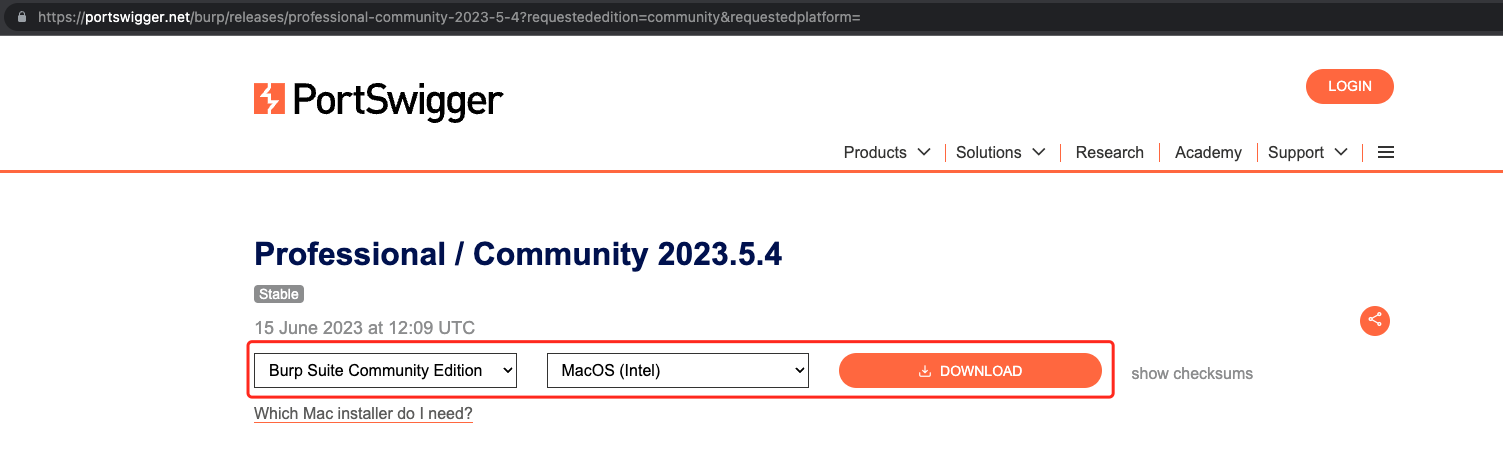 https://portswigger.net/burp/releases/professional-community-2023-5-4?requestededition=community&requestedplatform=
PortSwigger
LOGIN
Products Solutions Research Academy Support
Professional / Community 2023.5.4
Stable
15 June 2023 at 12:09 UTC
Burp Suite Community Edition MacOS (Intel) DOWNLOAD show checksums
Which Mac installer do I need?